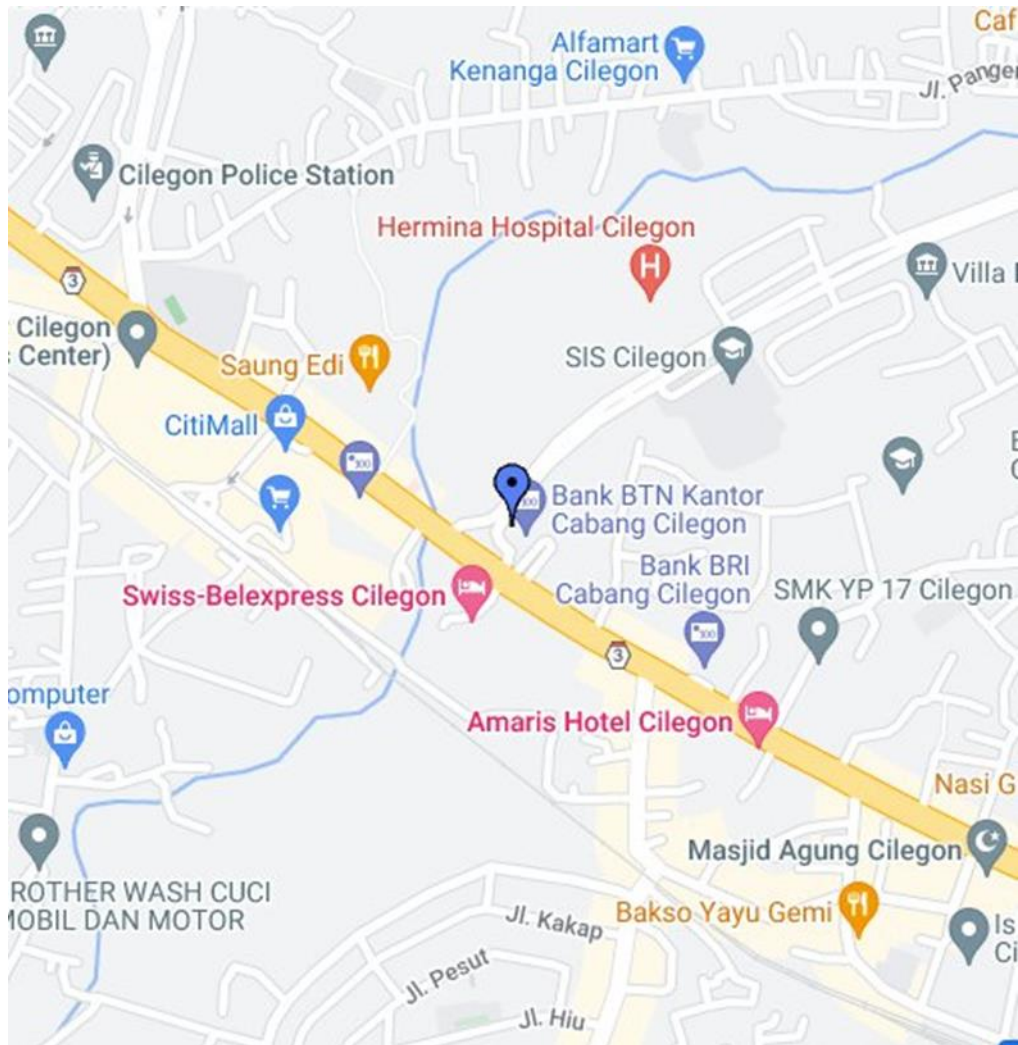 Caf
Alfamart
Kenanga Cilegon
Jl. Panger
Cilegon Police Station
Hermina Hospital Cilegon
H
3
Villa
Cilegon
Center)
SIS Cilegon
Saung Edi
CitiMall
Bank BTN Kantor
Cabang Cilegon
Bank BRI
Cabang Cilegon
Swiss-Belexpress Cilegon
SMK YP 17 Cilegon
3
omputer
Amaris Hotel Cilegon
Nasi G
Masjid Agung Cilegon
ROTHER WASH CUCI
MOBIL DAN MOTOR
Jl. Kakap
Bakso Yayu Gemi
Is
Ci
Jl. Pesut
Jl. Hiu